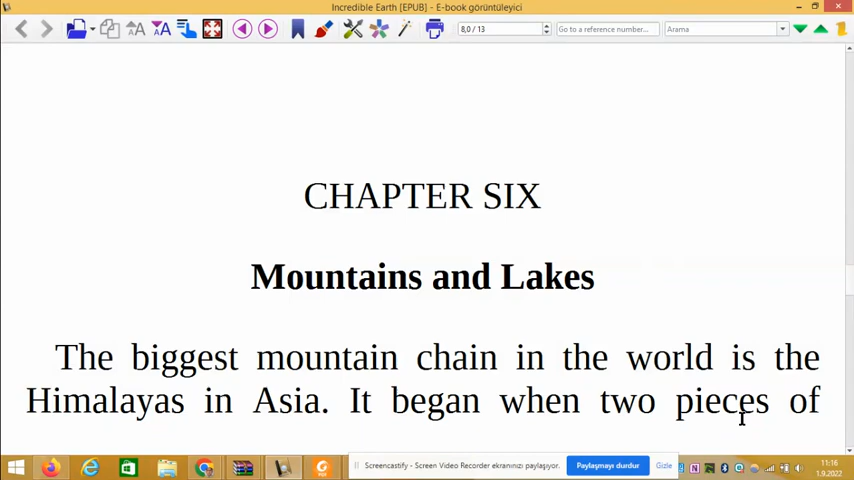 Incredible Earth [EPUB] - E-book görüntüleyici
8,0 / 13
Go to a reference number...
Arama
CHAPTER SIX
Mountains and Lakes
The biggest mountain chain in the world is the
Himalayas in Asia. It began when two pieces of
Screencastify - Screen Video Recorder ekranınızı paylaşıyor.
Paylaşmayı durdur
Gizle
11:16
1.9.2022